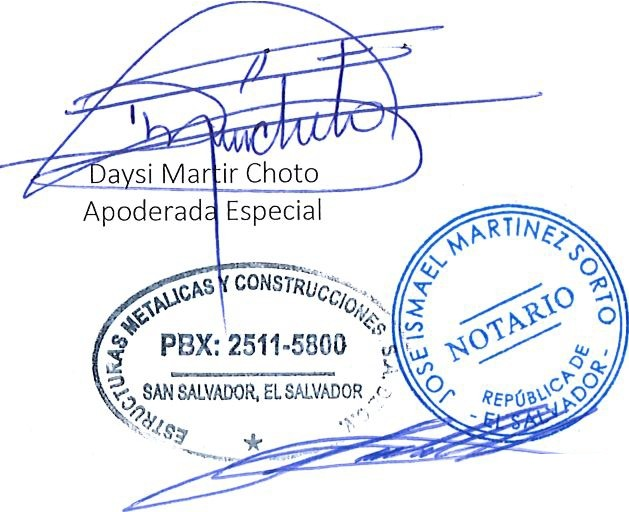 Daysi Martir Choto
Apoderada Especial
ESTRUCTURAS METALICAS Y CONSTRUCCIONES S.A. DE C.V.
PBX: 2511-5800
SAN SALVADOR, EL SALVADOR
JOSE ISMAEL MARTINEZ SORTO
NOTARIO
REPÚBLICA DE
- EL SALVADOR -